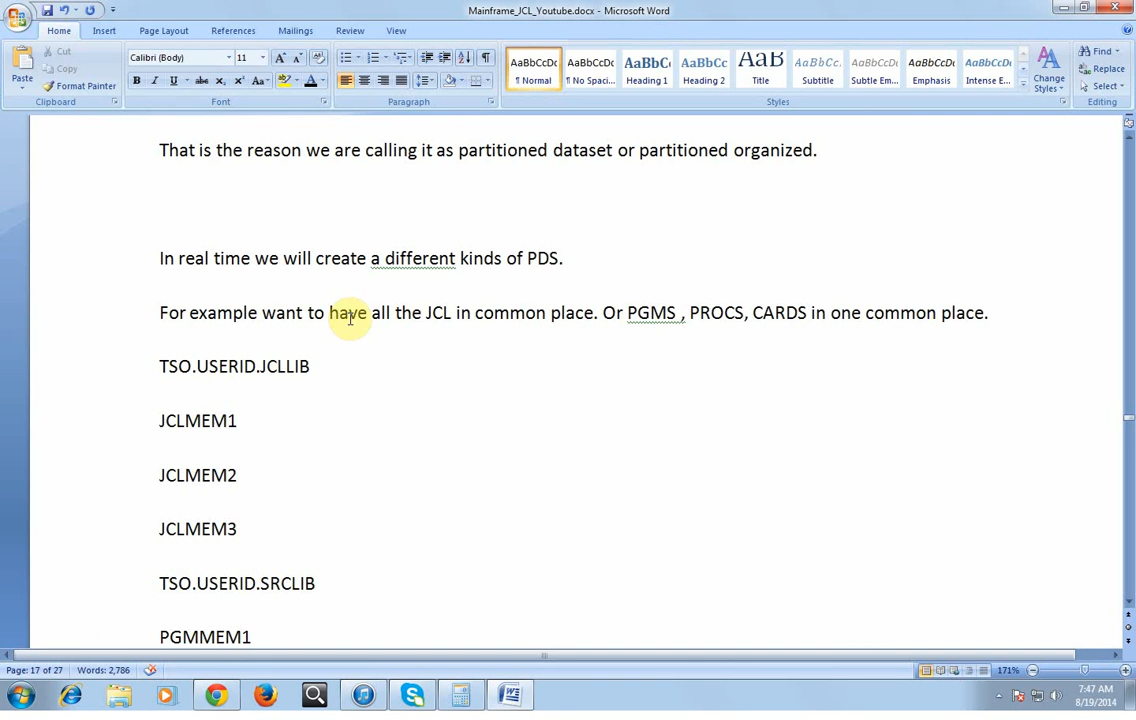 Mainframe_JCL_Youtube.docx - Microsoft Word
Home Insert Page Layout References Mailings Review View
Cut
Copy
Format Painter
Paste
Clipboard
Calibri (Body) 11
Font
Paragraph
AaBbCcDc AaBbCcDc AaBbC AaBbCc AaB AaBbCc. AaBbCcDc AaBbCcDc AaBbCcDc
¶ Normal ¶ No Spaci... Heading 1 Heading 2 Title Subtitle Subtle Em... Emphasis Intense E...
Change Styles
Styles
Find
Replace
Select
Editing
That is the reason we are calling it as partitioned dataset or partitioned organized.
In real time we will create a different kinds of PDS.
For example want to have all the JCL in common place. Or PGMS , PROCS, CARDS in one common place.
TSO.USERID.JCLLIB
JCLMEM1
JCLMEM2
JCLMEM3
TSO.USERID.SRCLIB
PGMMEM1
Page: 17 of 27 Words: 2,786 171%
7:47 AM
8/19/2014